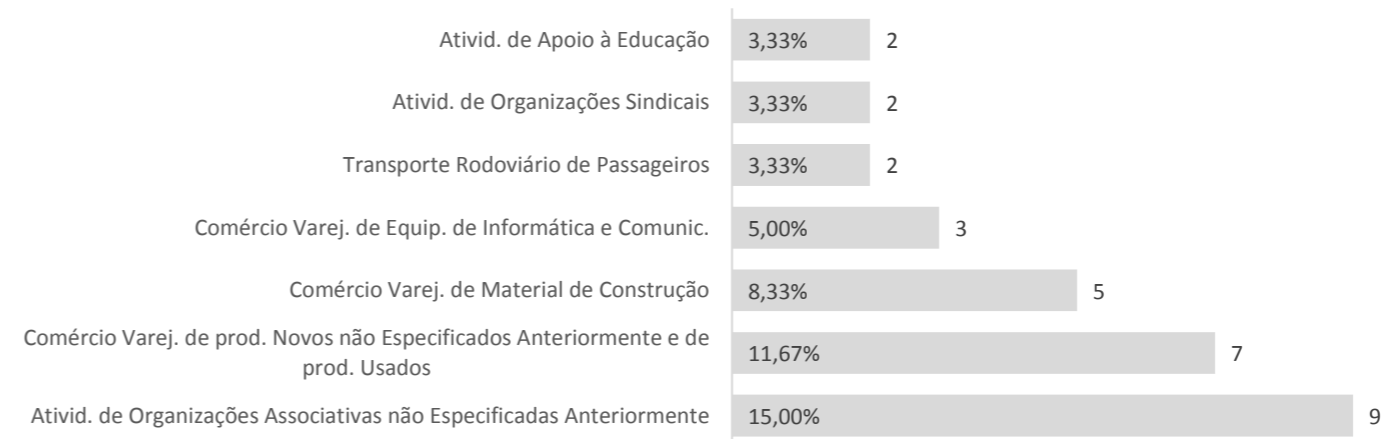 Ativid. de Apoio à Educação 3,33% 2
Ativid. de Organizações Sindicais 3,33% 2
Transporte Rodoviário de Passageiros 3,33% 2
Comércio Varej. de Equip. de Informática e Comunic. 5,00% 3
Comércio Varej. de Material de Construção 8,33% 5
Comércio Varej. de prod. Novos não Especificados Anteriormente e de
prod. Usados 11,67% 7
Ativid. de Organizações Associativas não Especificadas Anteriormente 15,00% 9